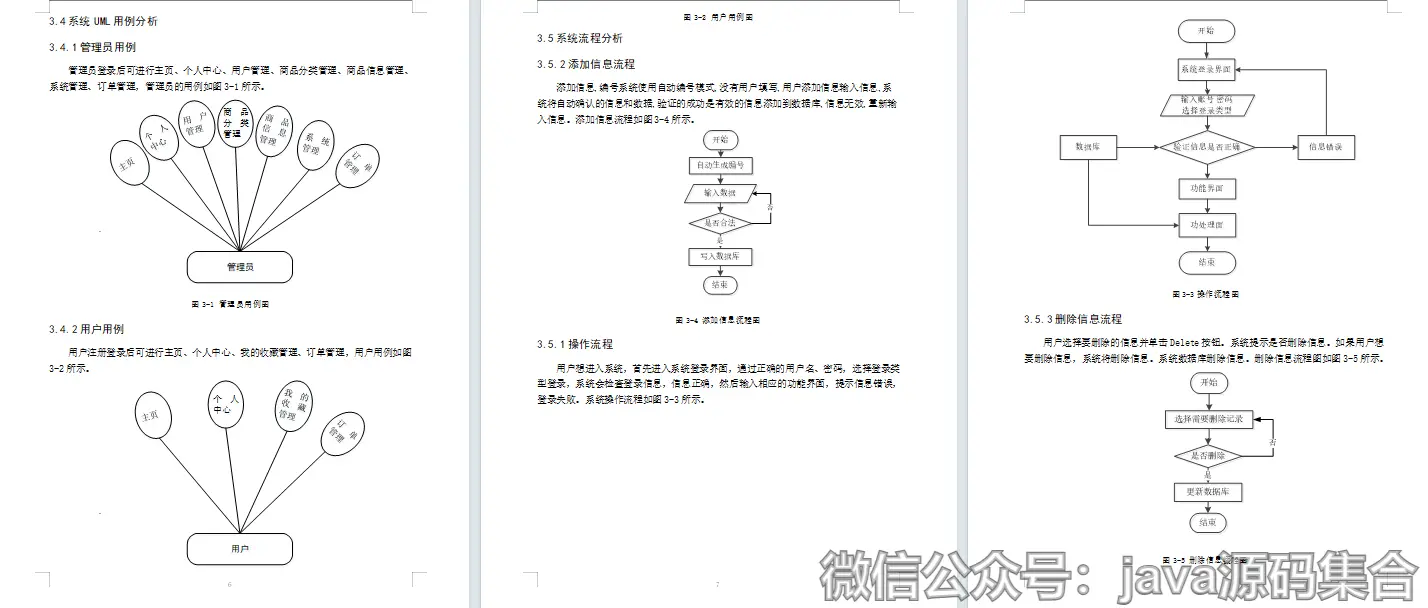 3.4系统 UML 用例分析
3.4.1管理员用例
管理员登录后可进行主页、个人中心、用户管理、商品分类管理、商品信息管理、
系统管理、订单管理，管理员的用例如图3-1所示。
主页
个人
中心
用户
管理
商品
分类
管理
商品
信息
管理
系统
管理
订单
管理
管理员
图 3-1 管理员用例图
3.4.2用户用例
用户注册登录后可进行主页、个人中心、我的收藏管理、订单管理，用户用例如图
3-2所示。
主页
个人
中心
我的
收藏
管理
订单
管理
用户
6
图 3-2 用户用例图
3.5系统流程分析
3.5.2添加信息流程
添加信息，编号系统使用自动编号模式，没有用户填写，用户添加信息输入信息，系
统将自动确认的信息和数据，验证的成功是有效的信息添加到数据库，信息无效，重新输
入信息。添加信息流程如图3-4所示。
开始
自动生成编号
输入数据
否
是否合法
是
写入数据库
结束
图 3-4 添加信息流程图
3.5.1操作流程
用户想进入系统，首先进入系统登录界面，通过正确的用户名、密码，选择登录类
型登录，系统会检查登录信息，信息正确，然后输入相应的功能界面，提示信息错误，
登录失败。系统操作流程如图3-3所示。
7
开始
系统登录界面
输入账号密码
选择登录类型
数据库
验证信息是否正确
信息错误
功能界面
功处理面
结束
图 3-3 操作流程图
3.5.3删除信息流程
用户选择要删除的信息并单击Delete按钮。系统提示是否删除信息。如果用户想
要删除信息，系统将删除信息。系统数据库删除信息。删除信息流程图如图3-5所示。
开始
选择需要删除记录
否
是否删除
是
更新数据库
结束
图 3-5 删除信息流程图
微信公众号：java源码集合